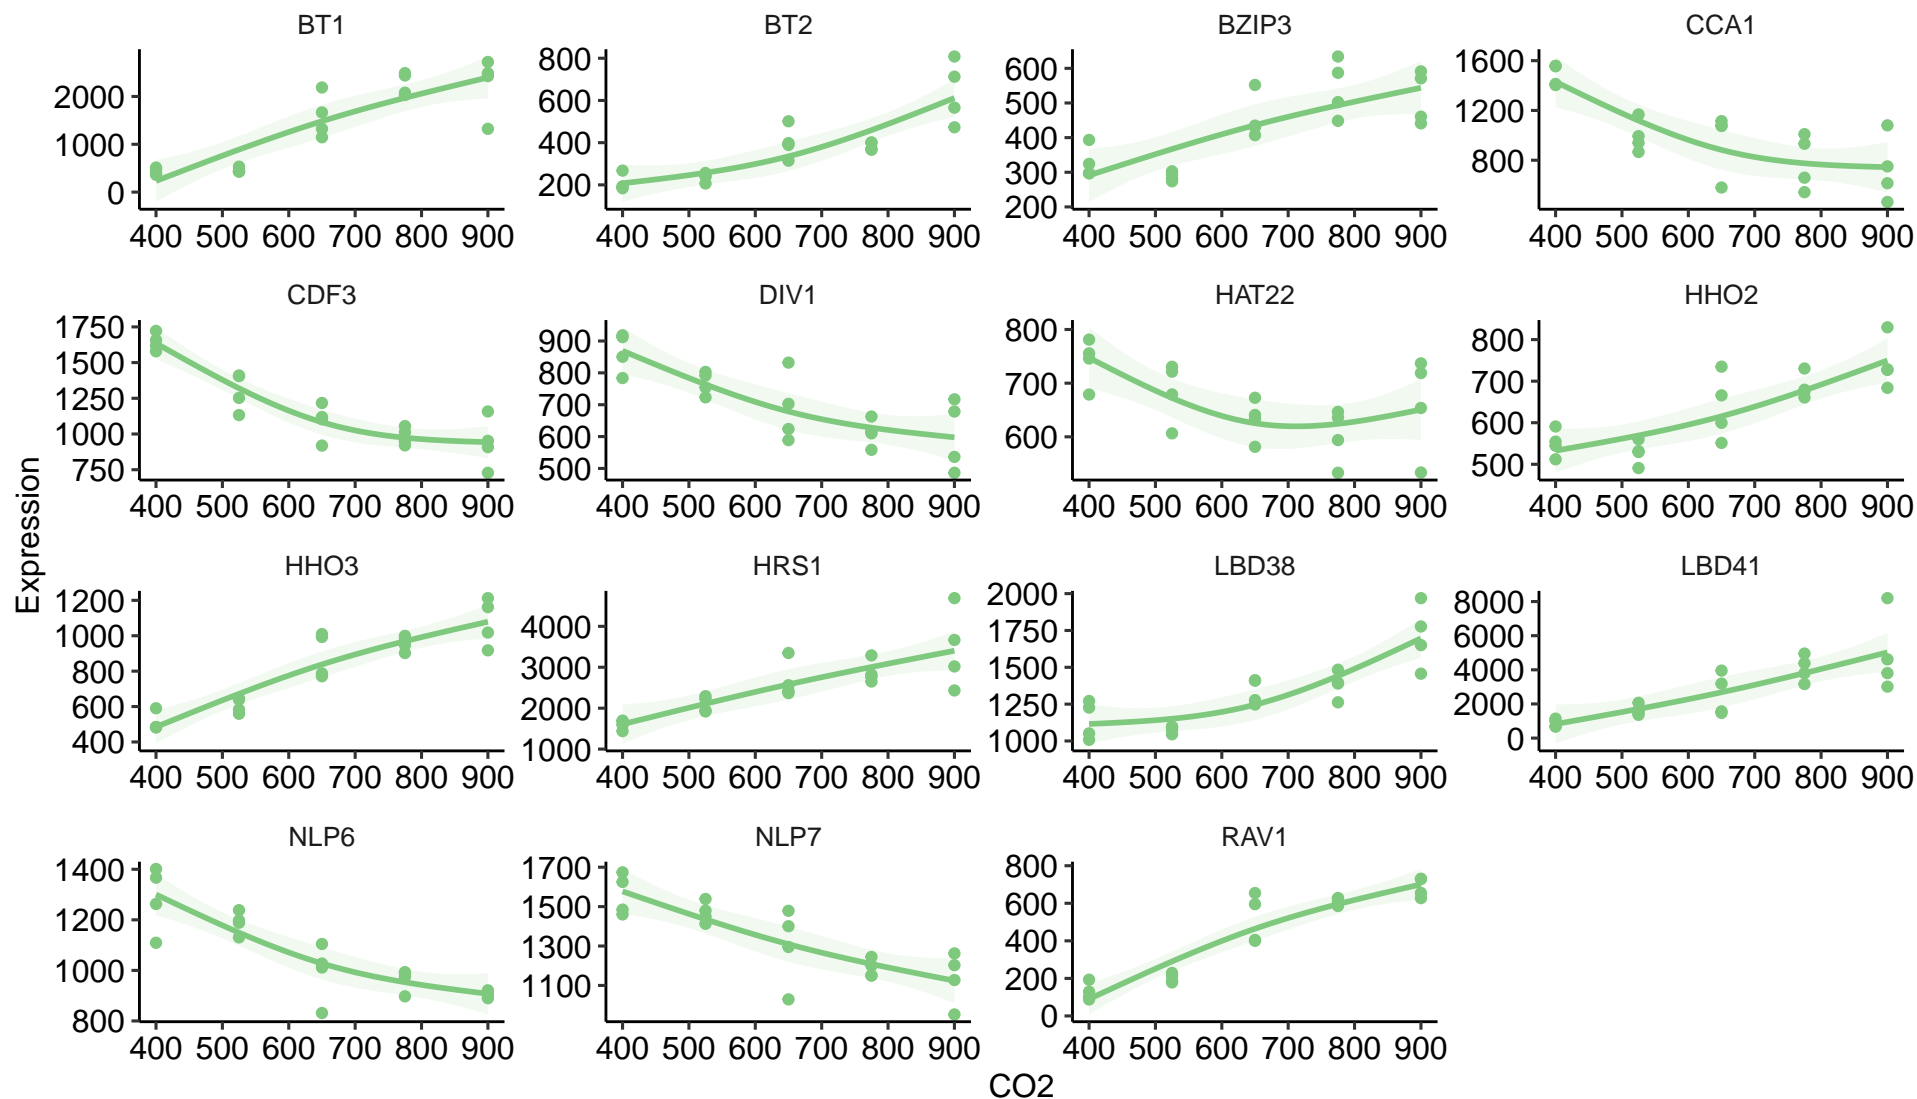 BT1 BT2 BZIP3 CCA1
2000 1000 0
800 600 400 200
600 500 400 300 200
1600 1200 800
400 500 600 700 800 900 400 500 600 700 800 900 400 500 600 700 800 900 400 500 600 700 800 900
CDF3 DIV1 HAT22 HHO2
1750 1500 1250 1000 750
900 800 700 600 500
800 700 600
800 700 600 500
400 500 600 700 800 900 400 500 600 700 800 900 400 500 600 700 800 900 400 500 600 700 800 900
Expression
HHO3 HRS1 LBD38 LBD41
1200 1000 800 600 400
4000 3000 2000 1000
2000 1750 1500 1250 1000
8000 6000 4000 2000 0
400 500 600 700 800 900 400 500 600 700 800 900 400 500 600 700 800 900 400 500 600 700 800 900
NLP6 NLP7 RAV1
1400 1200 1000 800
1700 1500 1300 1100
800 600 400 200 0
400 500 600 700 800 900 400 500 600 700 800 900 400 500 600 700 800 900
CO2